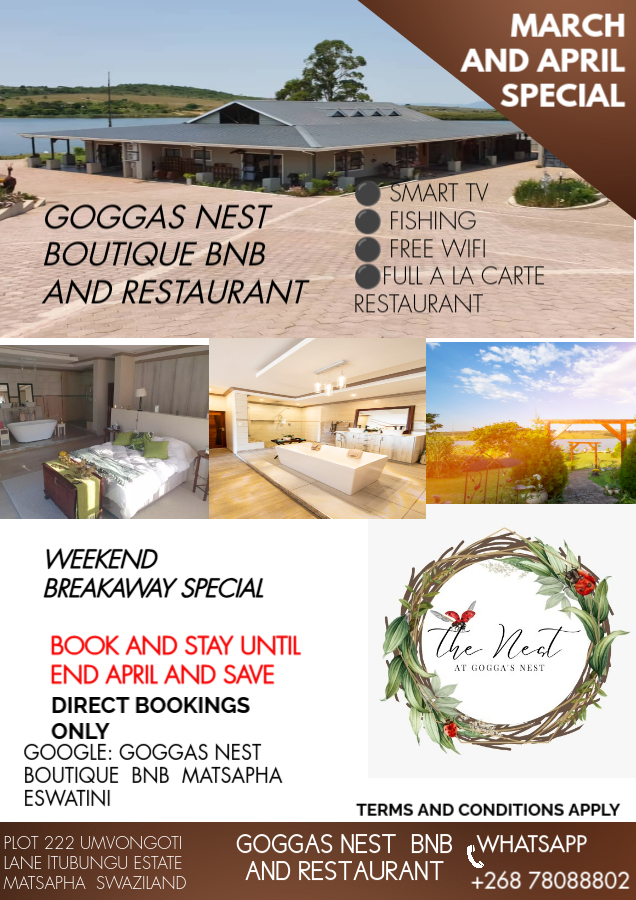 MARCH
AND APRIL
SPECIAL
GOGGAS NEST
BOUTIQUE BNB
AND RESTAURANT
SMART TV
FISHING
FREE WIFI
FULL A LA CARTE
RESTAURANT
WEEKEND
BREAKAWAY SPECIAL
BOOK AND STAY UNTIL
END APRIL AND SAVE
DIRECT BOOKINGS
ONLY
GOOGLE: GOGGAS NEST
BOUTIQUE BNB MATSAPHA
ESWATINI
the Nest
AT GOGGA'S NEST
TERMS AND CONDITIONS APPLY
PLOT 222 UMVONGOTI
LANE ITUBUNGU ESTATE
MATSAPHA SWAZILAND
GOGGAS NEST BNB
AND RESTAURANT
WHATSAPP
+268 78088802